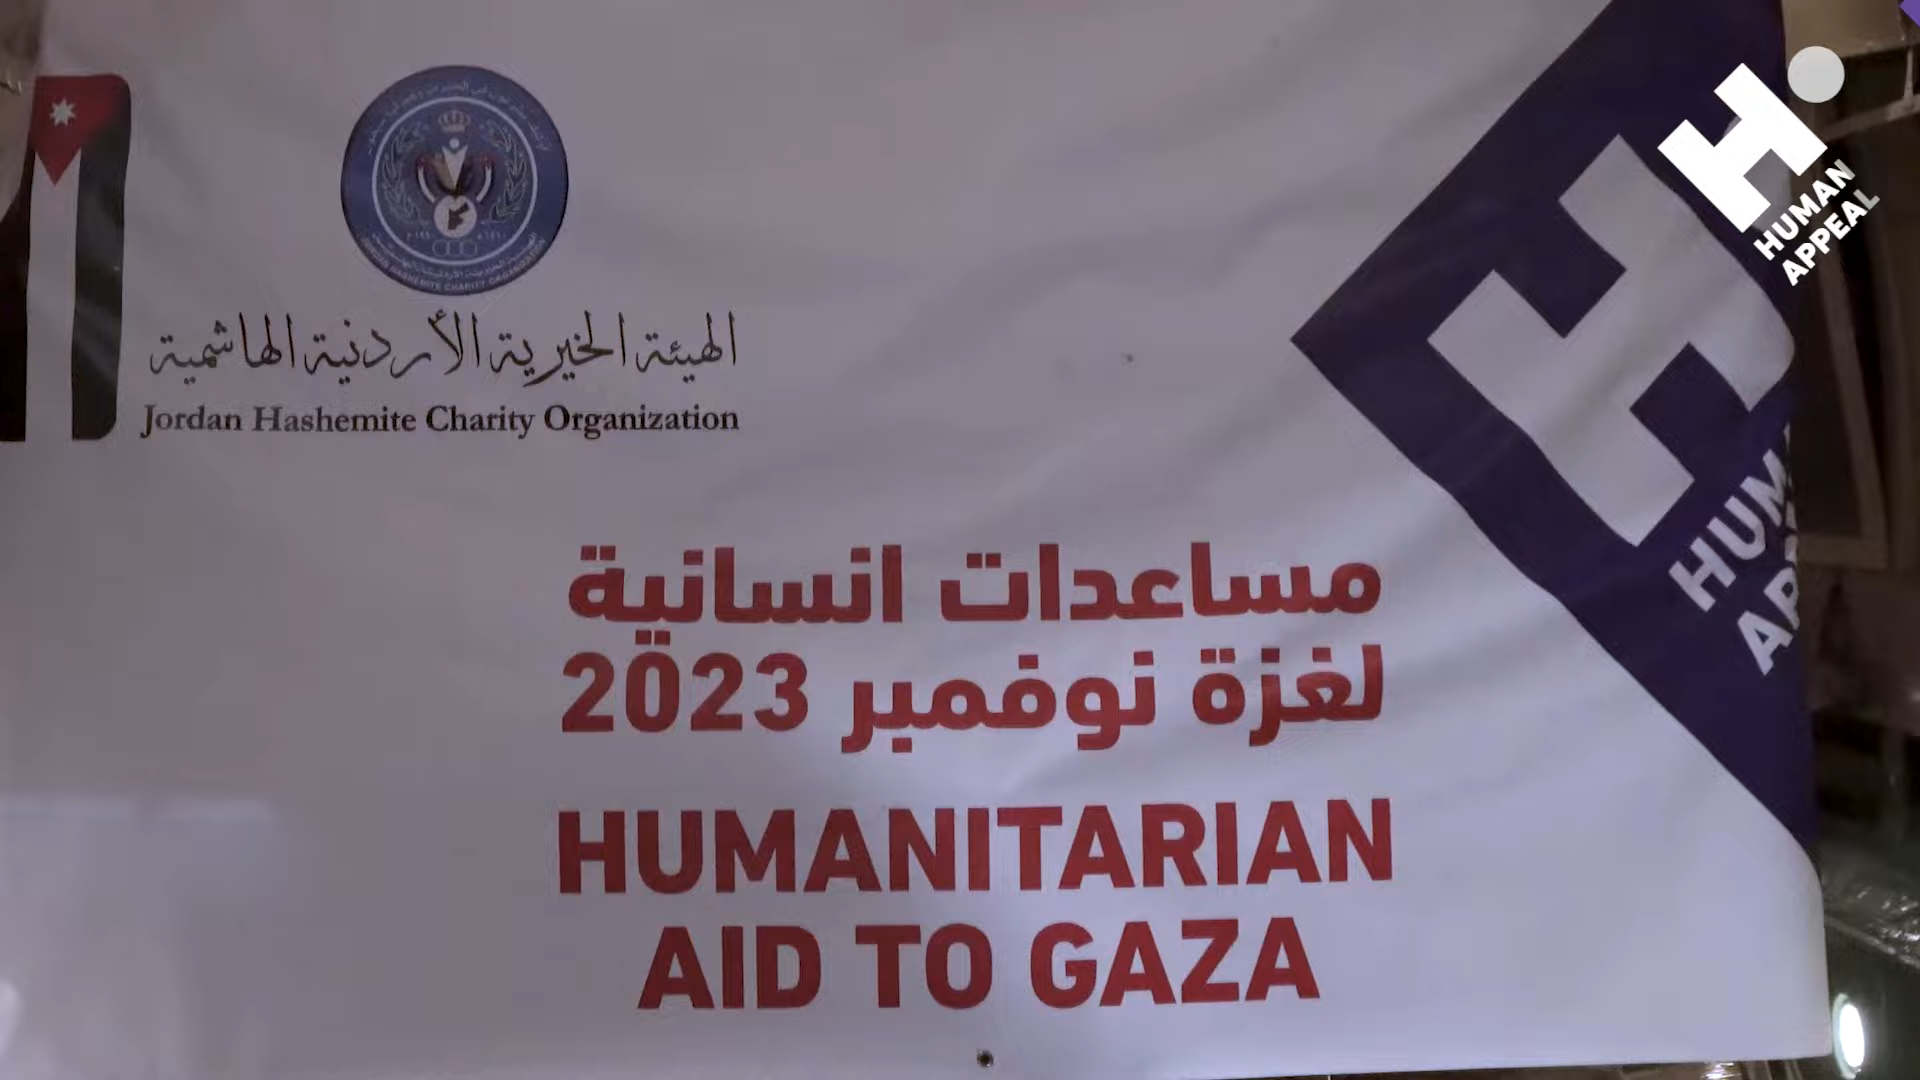 الهيئة الخيرية الأردنية الهاشمية
Jordan Hashemite Charity Organization
مساعدات انسانية
لغزة نوفمبر 2023
HUMANITARIAN
AID TO GAZA
HUMAN
APPEAL